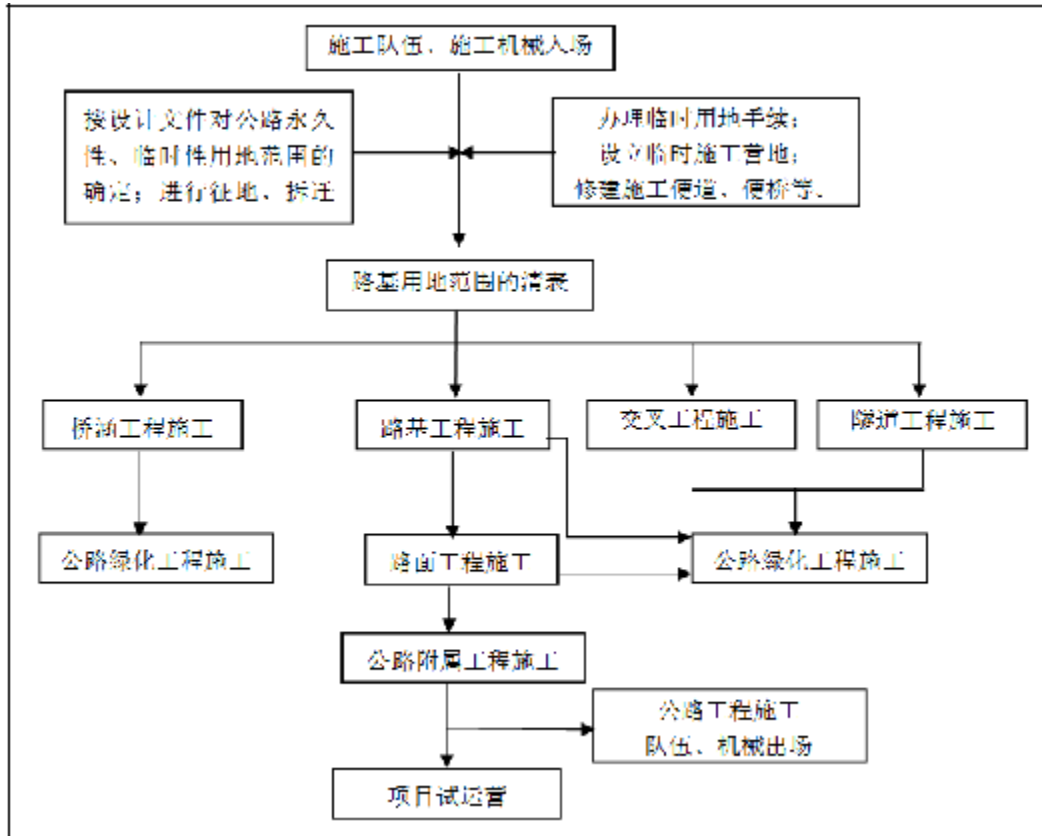 施工队伍、施工机械入场
按设计文件对公路永久
性、临时性用地范围的
确定；进行征地、拆迁
办理临时用地手续；
设立临时施工营地；
修建施工便道、便桥等.
路基用地范围的清表
桥涵工程施工
路基工程施工
交叉工程施工
隧道工程施工
公路绿化工程施工
路面工程施工
公路绿化工程施工
公路附属工程施工
公路工程施工
队伍、机械出场
项目试运营